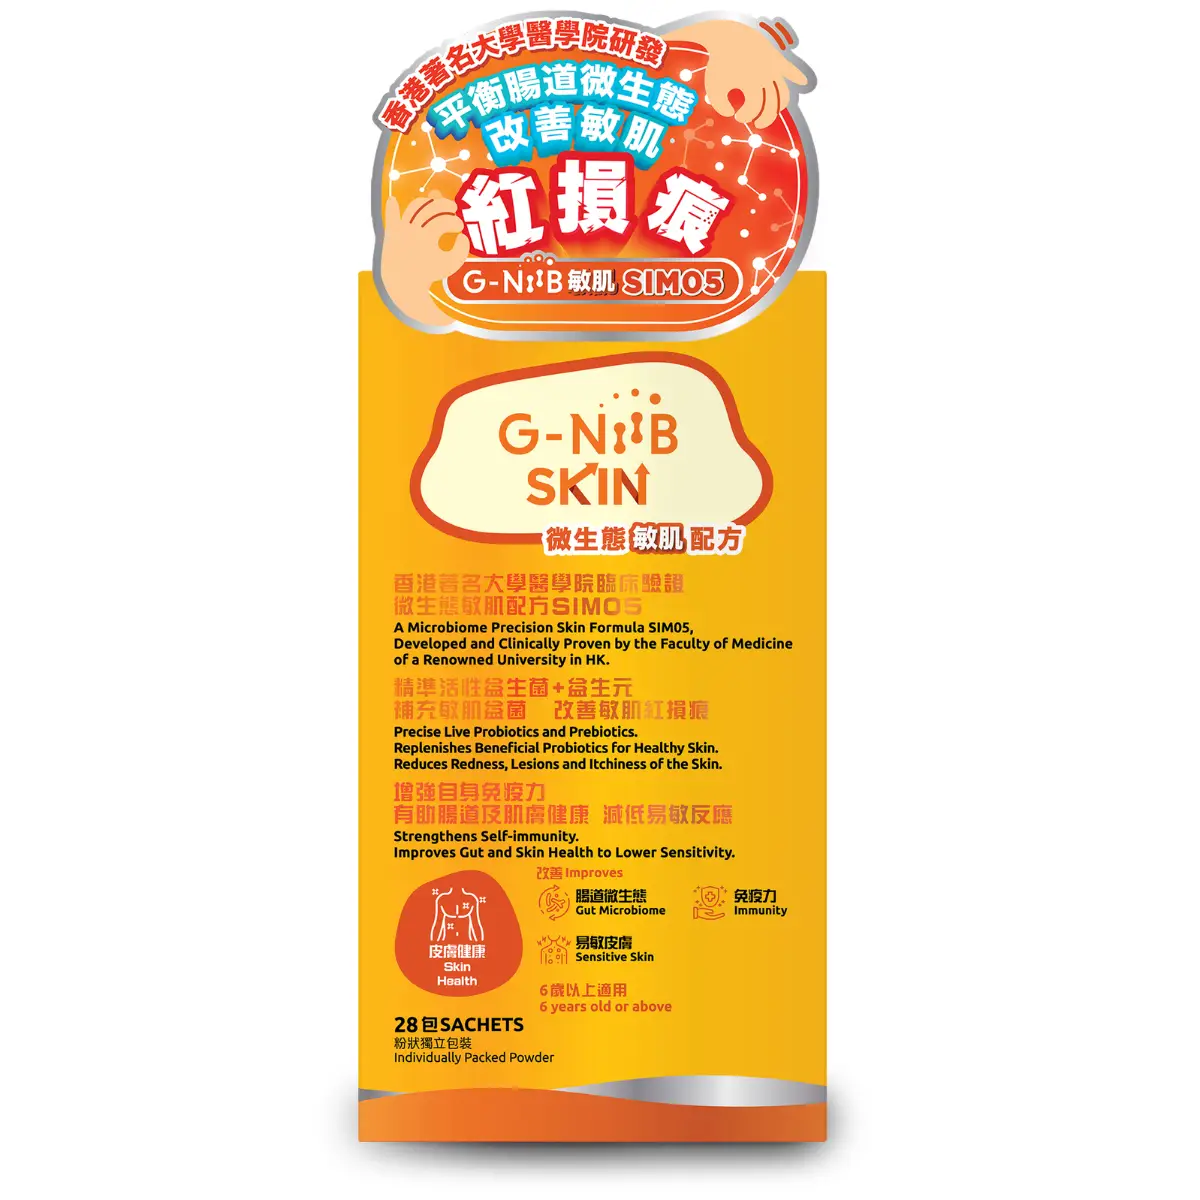 香港著名大學醫學院研發
平衡腸道微生態
改善敏肌
紅損痕
G-NiiB 敏肌 SIM05
G-NiiB
SKIN
微生態敏肌配方
香港著名大學醫學院臨床驗證
微生態敏肌配方SIM05
A Microbiome Precision Skin Formula SIM05,
Developed and Clinically Proven by the Faculty of Medicine
of a Renowned University in HK.
精準活性益生菌+益生元
補充敏肌益菌 改善敏肌紅損痕
Precise Live Probiotics and Prebiotics.
Replenishes Beneficial Probiotics for Healthy Skin.
Reduces Redness, Lesions and Itchiness of the Skin.
增強自身免疫力
有助腸道及肌膚健康 減低易敏反應
Strengthens Self-immunity.
Improves Gut and Skin Health to Lower Sensitivity.
皮膚健康
Skin
Health
改善 Improves
腸道微生態
Gut Microbiome
免疫力
Immunity
易敏皮膚
Sensitive Skin
6歲以上適用
6 years old or above
28包SACHETS
粉狀獨立包裝
Individually Packed Powder